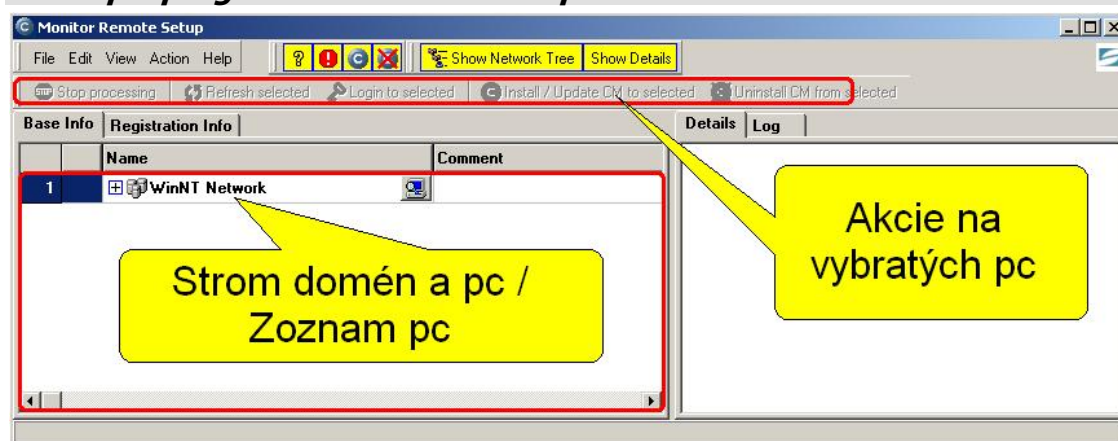 Monitor Remote Setup
File Edit View Action Help ? ! C Show Network Tree Show Details
STOP Stop processing Refresh selected Login to selected C Install / Update CM to selected Uninstall CM from selected
Base Info Registration Info Details Log
Name Comment
1 WinNT Network
Akcie na
vybratých pc
Strom domén a pc /
Zoznam pc